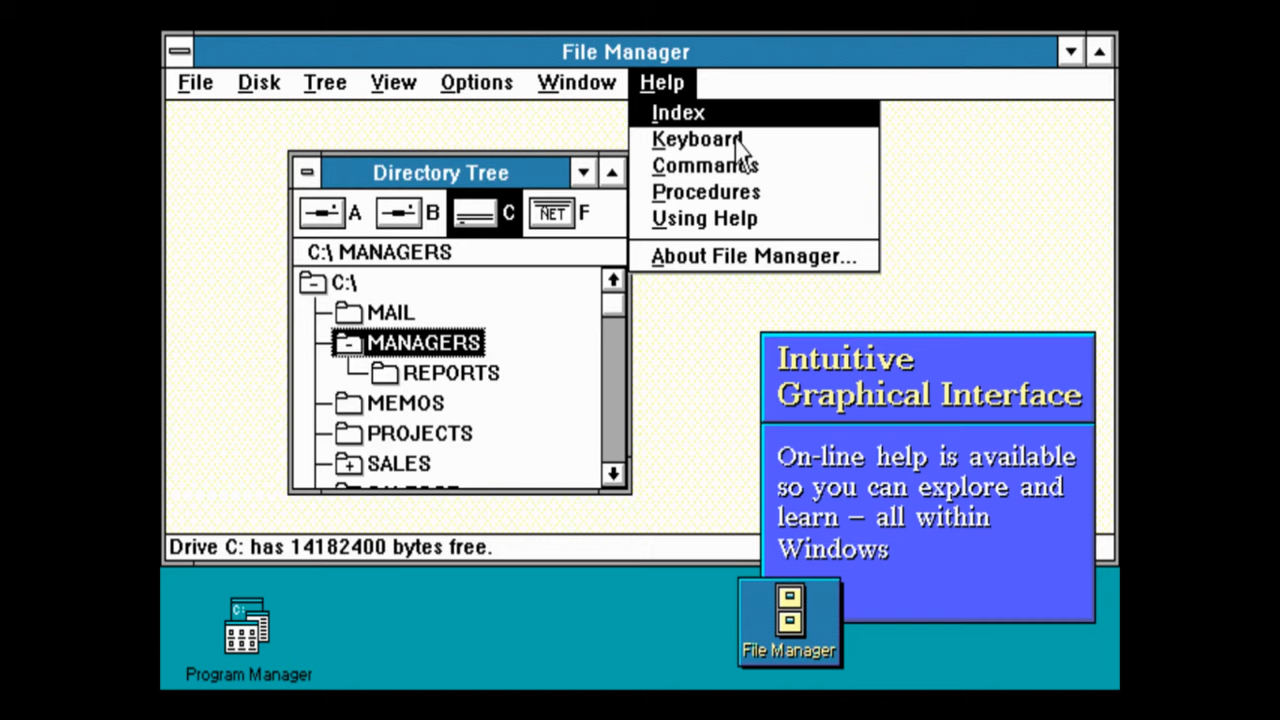 File Manager
File Disk Tree View Options Window Help
Index
Keyboard
Commands
Procedures
Using Help
About File Manager...
Directory Tree
A B C NET F
C:\ MANAGERS
C:\
MAIL
MANAGERS
REPORTS
MEMOS
PROJECTS
SALES
Drive C: has 14182400 bytes free.
Intuitive
Graphical Interface
On-line help is available
so you can explore and
learn – all within
Windows
C:
Program Manager
File Manager